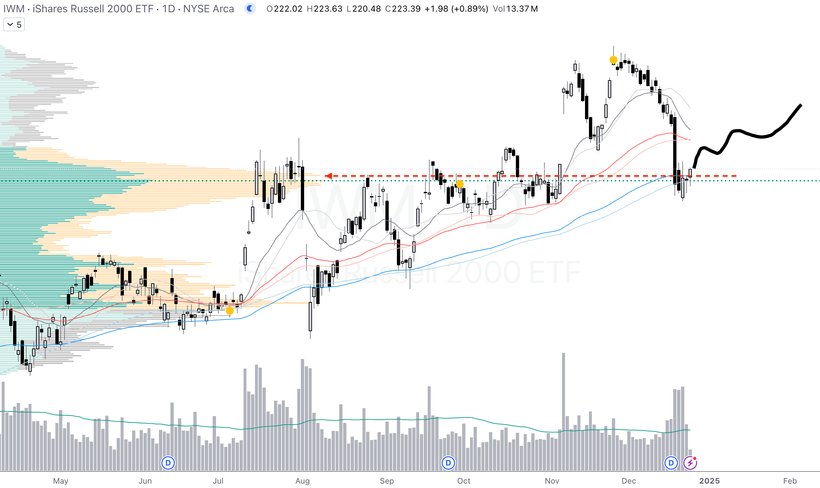 IWM · iShares Russell 2000 ETF · 1D · NYSE Arca O222.02 H223.63 L220.48 C223.39 +1.98 (+0.89%) Vol13.37M
5
iShares Russell 2000 ETF
D D D
May Jun Jul Aug Sep Oct Nov Dec 2025 Feb